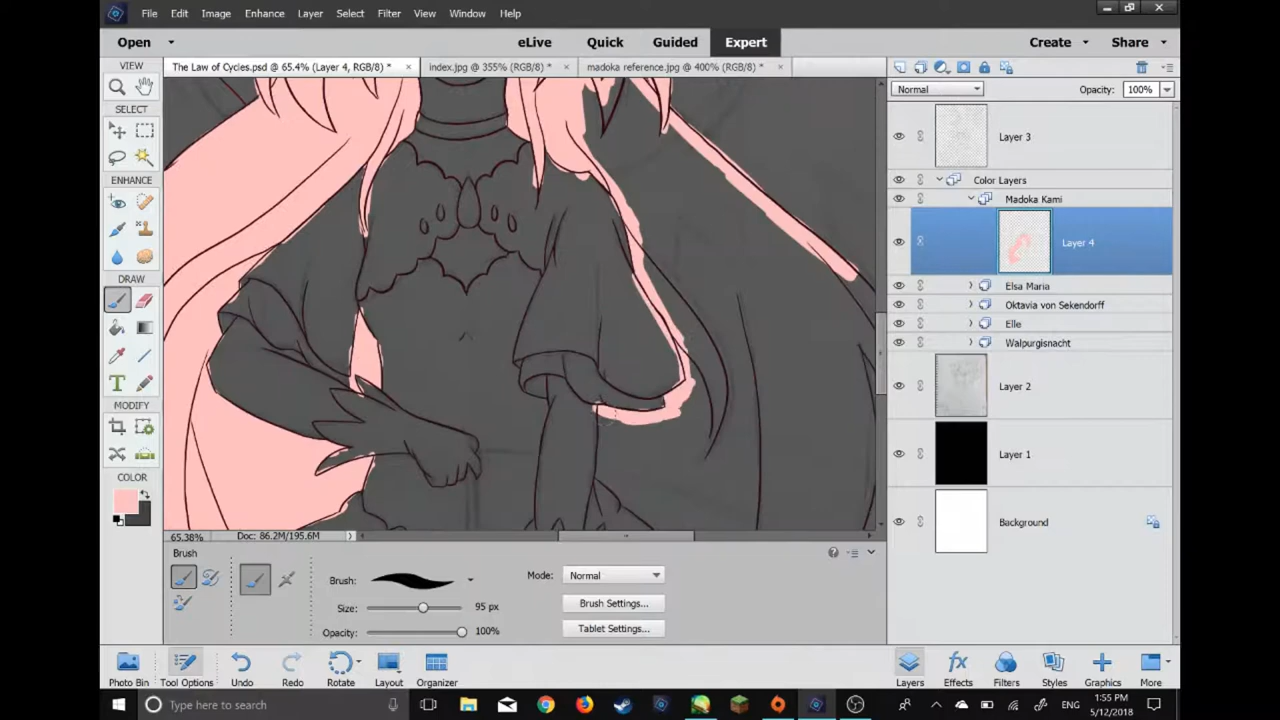 File Edit Image Enhance Layer Select Filter View Window Help
Open eLive Quick Guided Expert Create Share
VIEW The Law of Cycles.psd @ 65.4% (Layer 4, RGB/8) * index.jpg @ 355% (RGB/8) * madoka reference.jpg @ 400% (RGB/8) *
Normal Opacity: 100%
SELECT
Layer 3
ENHANCE
Color Layers
Madoka Kami
Layer 4
DRAW
Elsa Maria
Oktavia von Sekendorff
Elle
Walpurgisnacht
Layer 2
MODIFY
Layer 1
COLOR
Background
65.38% Doc: 86.2M/195.6M
Brush
Brush: Mode: Normal
Size: 95 px Brush Settings...
Opacity: 100% Tablet Settings...
Photo Bin Tool Options Undo Redo Rotate Layout Organizer Layers Effects Filters Styles Graphics More
Type here to search ENG 1:55 PM
5/12/2018